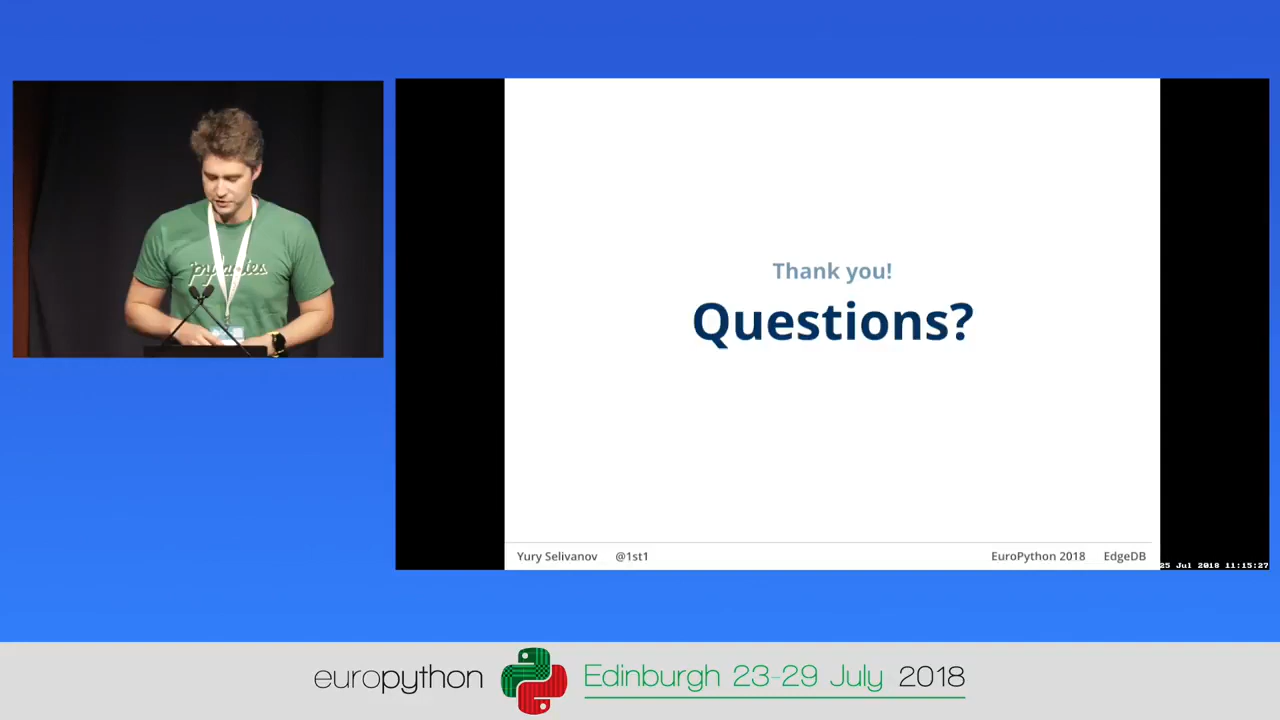 pyladies
Thank you!
Questions?
Yury Selivanov @1st1 EuroPython 2018 EdgeDB
25 Jul 2018 11:15:27
europython Edinburgh 23-29 July 2018